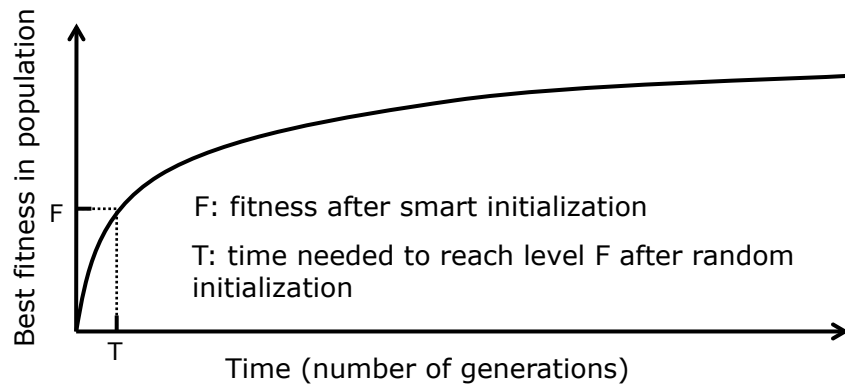 Best fitness in population
F
F: fitness after smart initialization
T: time needed to reach level F after random
initialization
T
Time (number of generations)